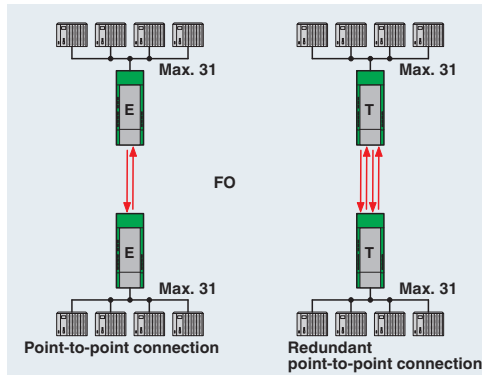 Max. 31
Max. 31
E
T
FO
E
T
Max. 31
Max. 31
Point-to-point connection
Redundant
point-to-point connection